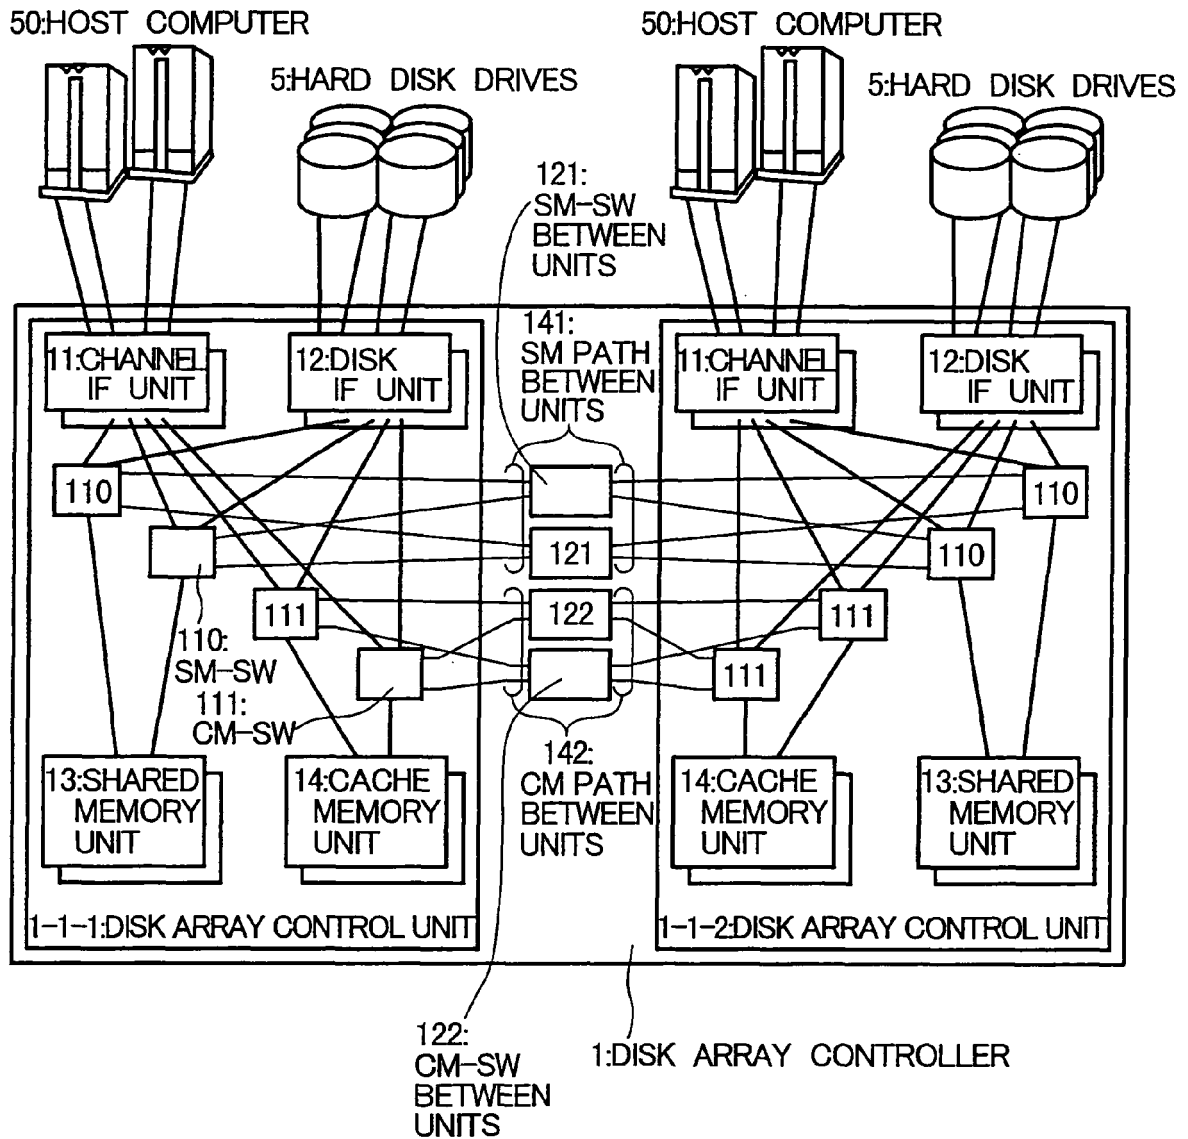 50:HOST COMPUTER
50:HOST COMPUTER
5:HARD DISK DRIVES
5:HARD DISK DRIVES
121:
SM-SW
BETWEEN
UNITS
11:CHANNEL
IF UNIT
12:DISK
IF UNIT
141:
SM PATH
BETWEEN
UNITS
11:CHANNEL
IF UNIT
12:DISK
IF UNIT
110
110
121
110
111
122
111
110:
SM-SW
111
111:
CM-SW
13:SHARED
MEMORY
UNIT
14:CACHE
MEMORY
UNIT
142:
CM PATH
BETWEEN
UNITS
14:CACHE
MEMORY
UNIT
13:SHARED
MEMORY
UNIT
1-1-1:DISK ARRAY CONTROL UNIT
1-1-2:DISK ARRAY CONTROL UNIT
122:
CM-SW
BETWEEN
UNITS
1:DISK ARRAY CONTROLLER